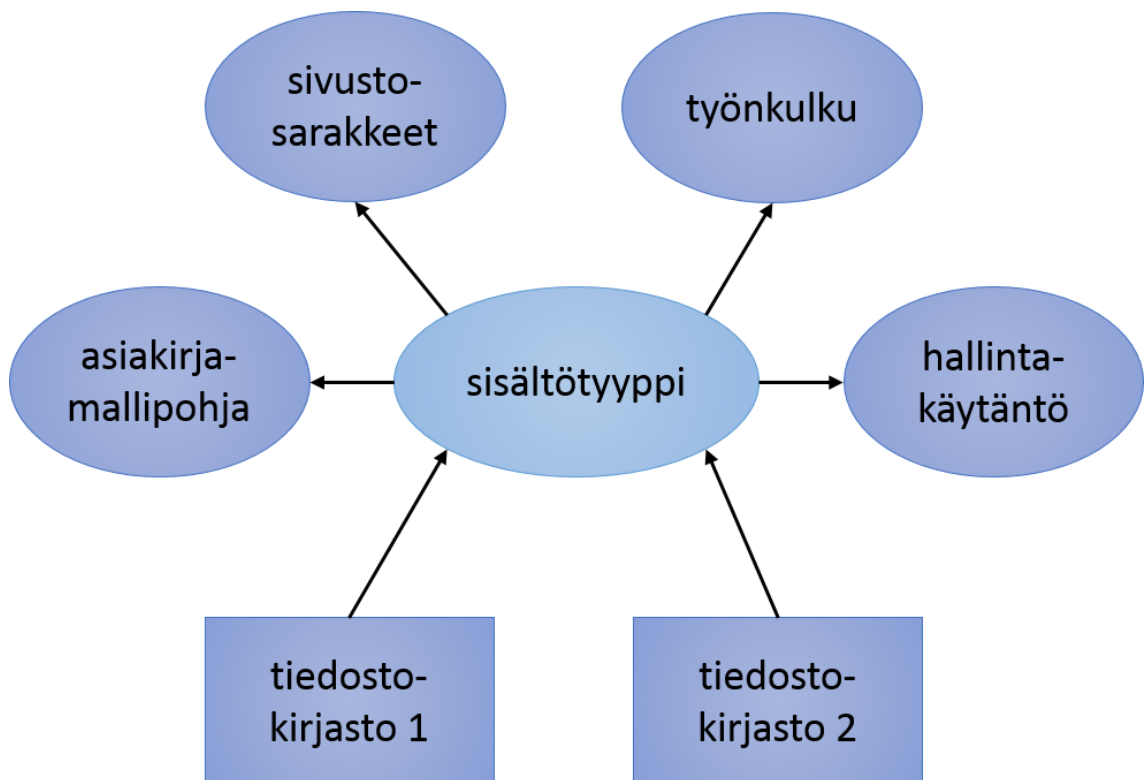 sivusto-
sarakkeet
työnkulku
asiakirja-
mallipohja
sisältötyyppi
hallinta-
käytäntö
tiedosto-
kirjasto 1
tiedosto-
kirjasto 2